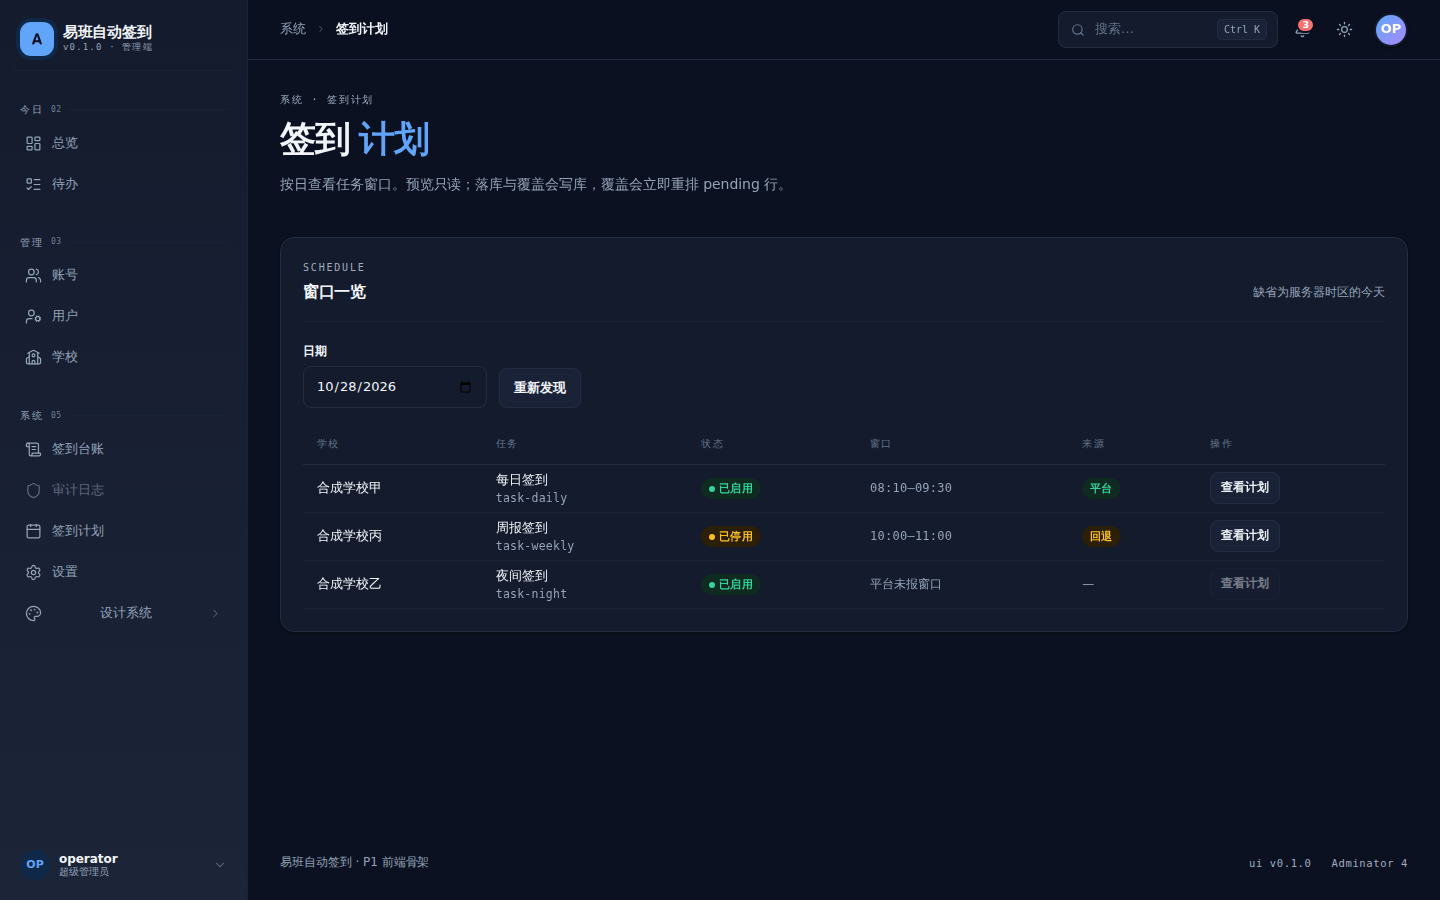 A
易班自动签到
v0.1.0 · 管理端
今日 02
总览
待办
管理 03
账号
用户
学校
系统 05
签到台账
审计日志
签到计划
设置
设计系统
OP
operator
超级管理员
系统 › 签到计划
搜索… Ctrl K
3
OP
系统 · 签到计划
签到 计划
按日查看任务窗口。预览只读；落库与覆盖会写库，覆盖会立即重排 pending 行。
SCHEDULE
窗口一览
缺省为服务器时区的今天
日期
10/28/2026
重新发现
学校 任务 状态 窗口 来源 操作
合成学校甲 每日签到 已启用 08:10—09:30 平台 查看计划
task-daily
合成学校丙 周报签到 已停用 10:00—11:00 回退 查看计划
task-weekly
合成学校乙 夜间签到 已启用 平台未报窗口 — 查看计划
task-night
易班自动签到 · P1 前端骨架
ui v0.1.0 Adminator 4